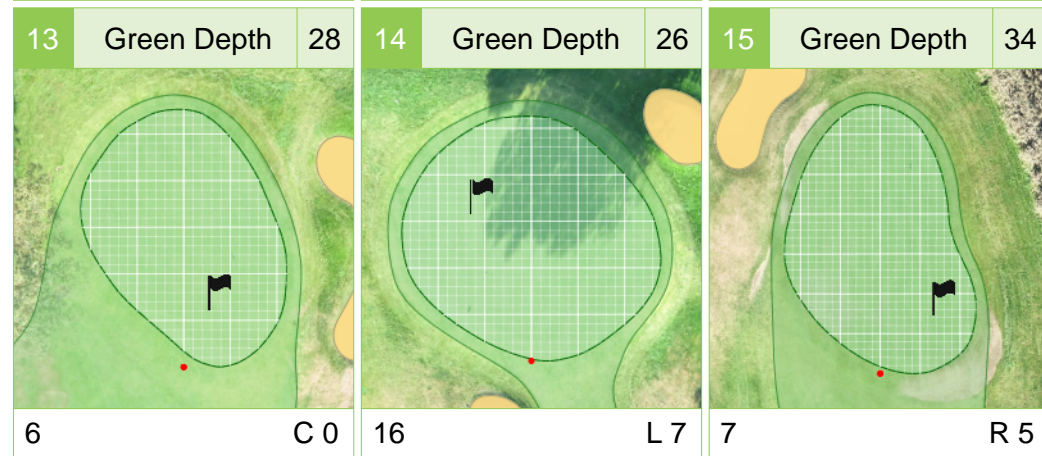 13 Green Depth 28
14 Green Depth 26
15 Green Depth 34
6 C 0
16 L 7
7 R 5